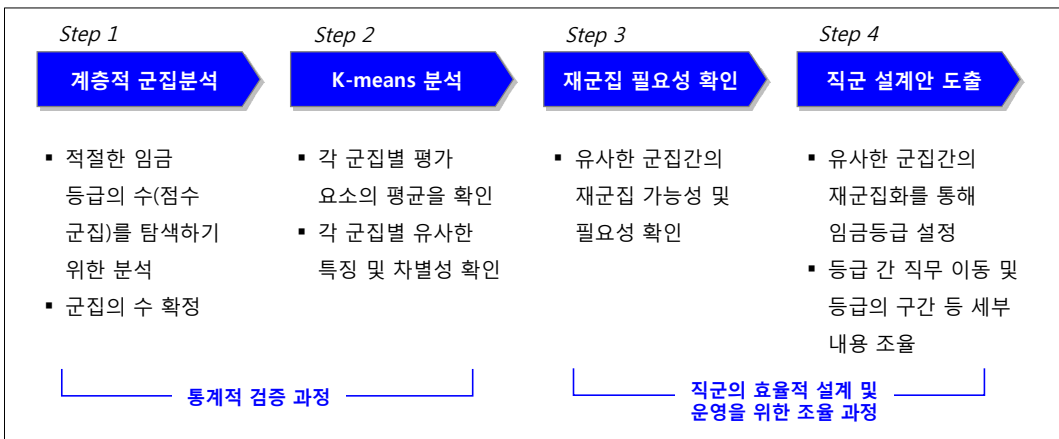 Step 1
계층적 군집분석
▪ 적절한 임금
등급의 수(점수
군집)를 탐색하기
위한 분석
▪ 군집의 수 확정
Step 2
K-means 분석
▪ 각 군집별 평가
요소의 평균을 확인
▪ 각 군집별 유사한
특징 및 차별성 확인
통계적 검증 과정
Step 3
재군집 필요성 확인
▪ 유사한 군집간의
재군집 가능성 및
필요성 확인
Step 4
직군 설계안 도출
▪ 유사한 군집간의
재군집화를 통해
임금등급 설정
▪ 등급 간 직무 이동 및
등급의 구간 등 세부
내용 조율
직군의 효율적 설계 및
운영을 위한 조율 과정